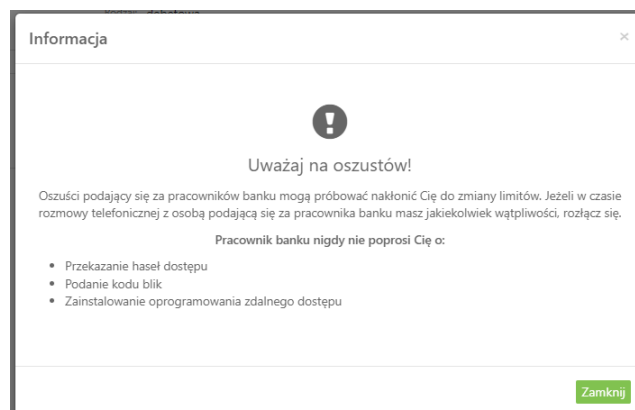 debetowa
Informacja
×
Uważaj na oszustów!
Oszuści podający się za pracowników banku mogą próbować nakłonić Cię do zmiany limitów. Jeżeli w czasie
rozmowy telefonicznej z osobą podającą się za pracownika banku masz jakiekolwiek wątpliwości, rozłącz się.
Pracownik banku nigdy nie poprosi Cię o:
• Przekazanie haseł dostępu
• Podanie kodu blik
• Zainstalowanie oprogramowania zdalnego dostępu
Zamknij